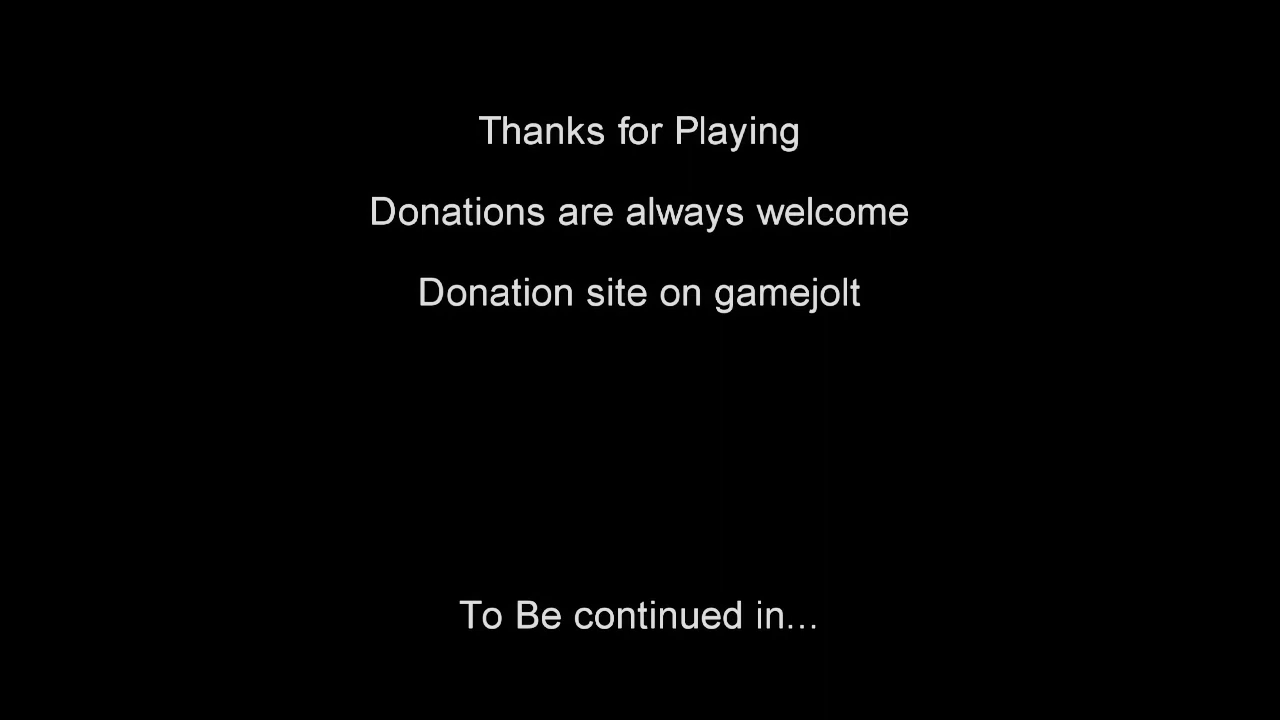 Thanks for Playing
Donations are always welcome
Donation site on gamejolt
To Be continued in...